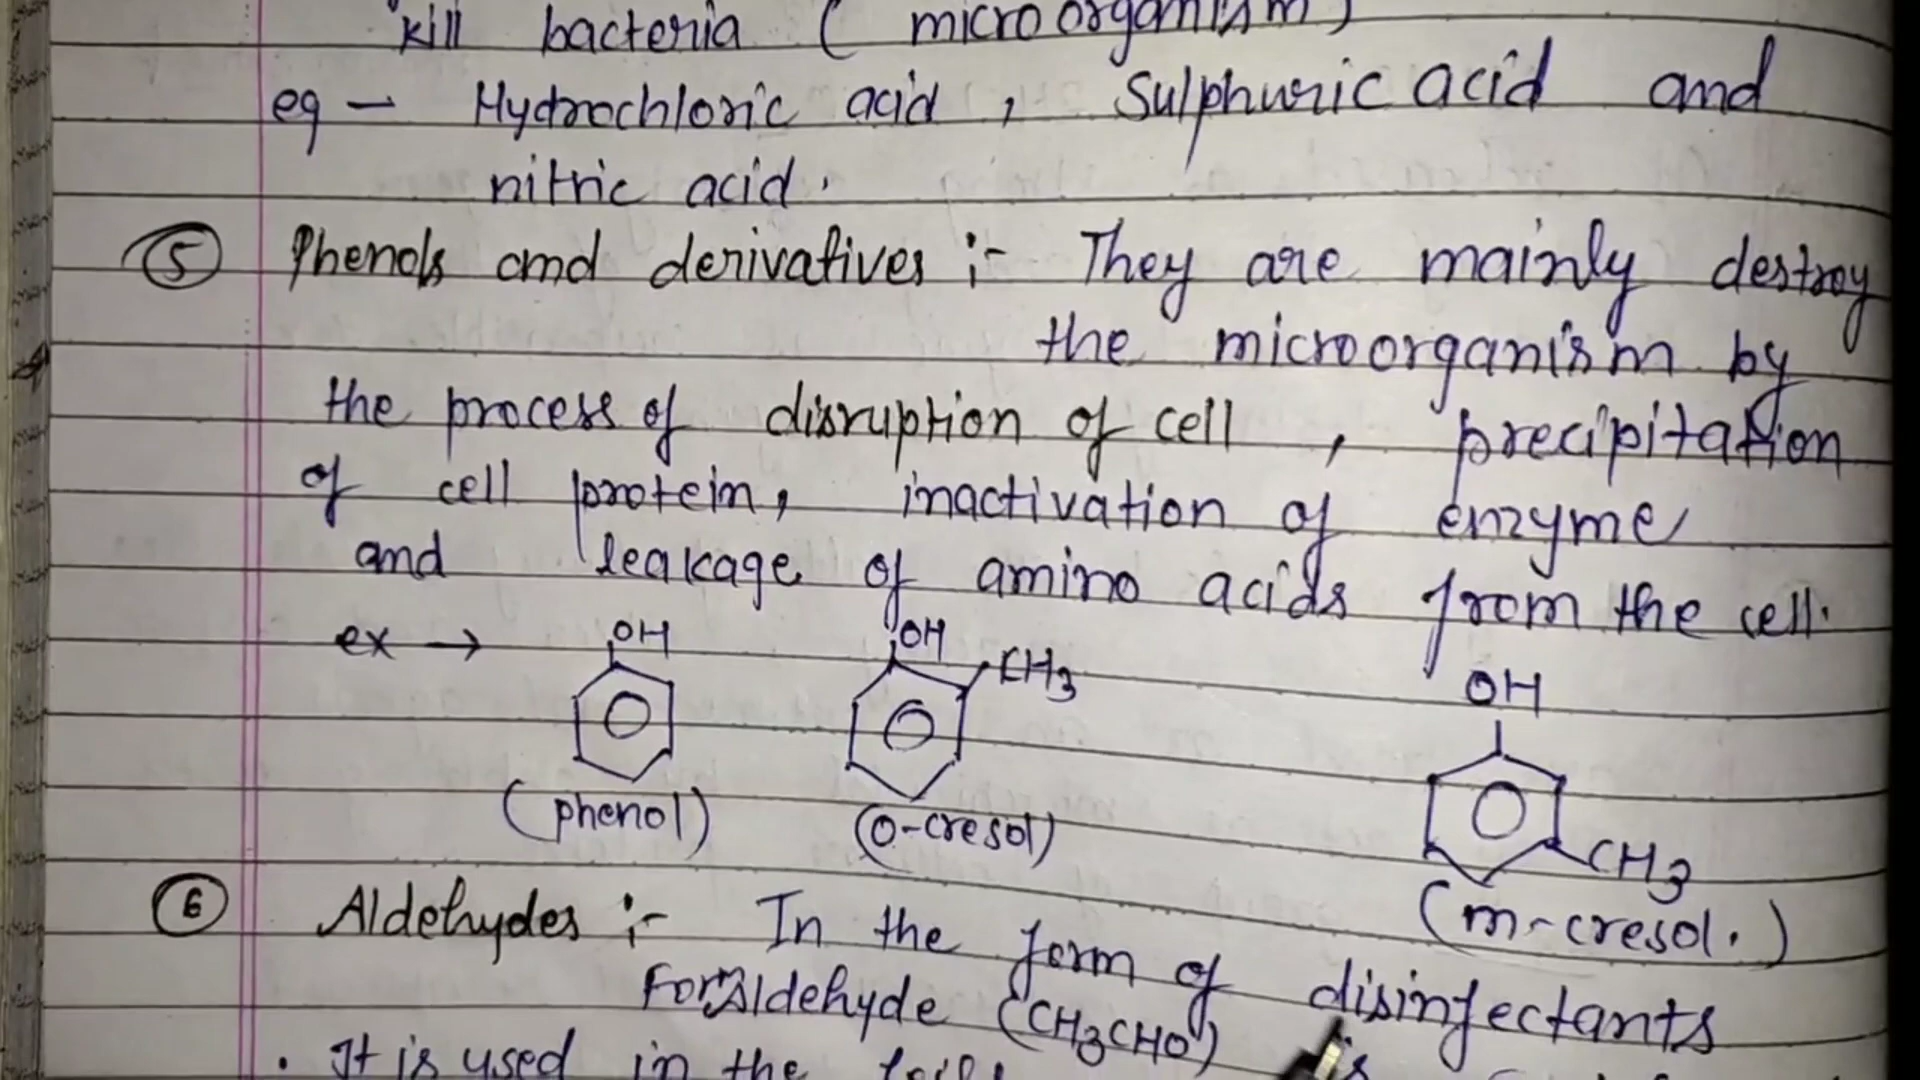 kill bacteria ( microorganism)
eg - Hydrochloric acid , Sulphuric acid and
nitric acid.
⑤ Phenols and derivatives :- They are mainly destroy
the microorganism by
the process of disruption of cell , precipitation
of cell protein, inactivation of enzyme
and leakage of amino acids from the cell.
ex → OH OH CH3 OH
CH3
(phenol) (o-cresol)
(m-cresol.)
⑥ Aldehydes :- In the form of disinfectants
Formaldehyde (CH3CHO) is
. It is used in the